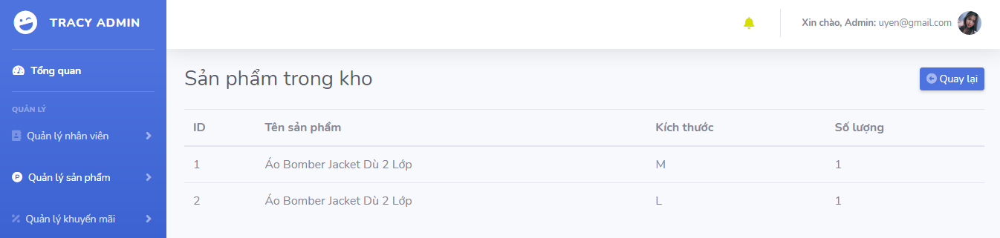 TRACY ADMIN
Xin chào, Admin: uyen@gmail.com
Tổng quan
QUẢN LÝ
Quản lý nhân viên
P Quản lý sản phẩm
Quản lý khuyến mãi
Sản phẩm trong kho
Quay lại
ID Tên sản phẩm Kích thước Số lượng
1 Áo Bomber Jacket Dù 2 Lớp M 1
2 Áo Bomber Jacket Dù 2 Lớp L 1